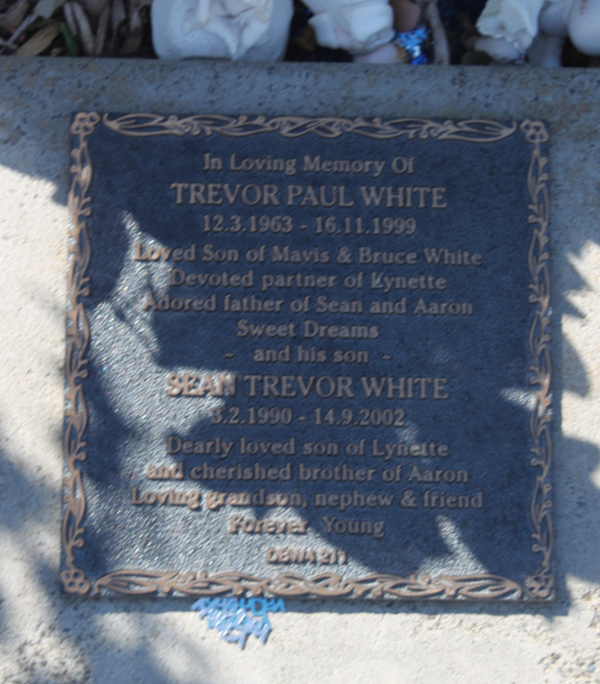 In Loving Memory Of
TREVOR PAUL WHITE
12.3.1963 - 16.11.1999
Loved Son of Mavis & Bruce White
Devoted partner of Lynette
Adored father of Sean and Aaron
Sweet Dreams
~ and his son ~
SEAN TREVOR WHITE
3.2.1990 - 14.9.2002
Dearly loved son of Lynette
and cherished brother of Aaron
Loving grandson, nephew & friend
Forever Young